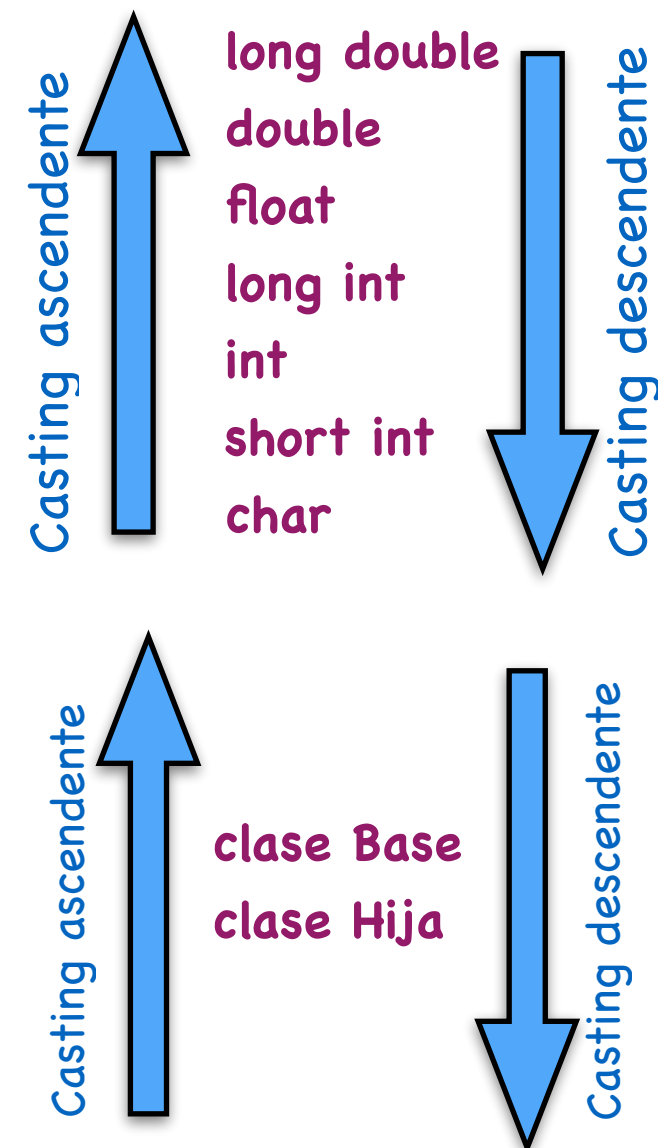 Casting ascendente
long double
double
float
long int
int
short int
char
Casting descendente
Casting ascendente
clase Base
clase Hija
Casting descendente